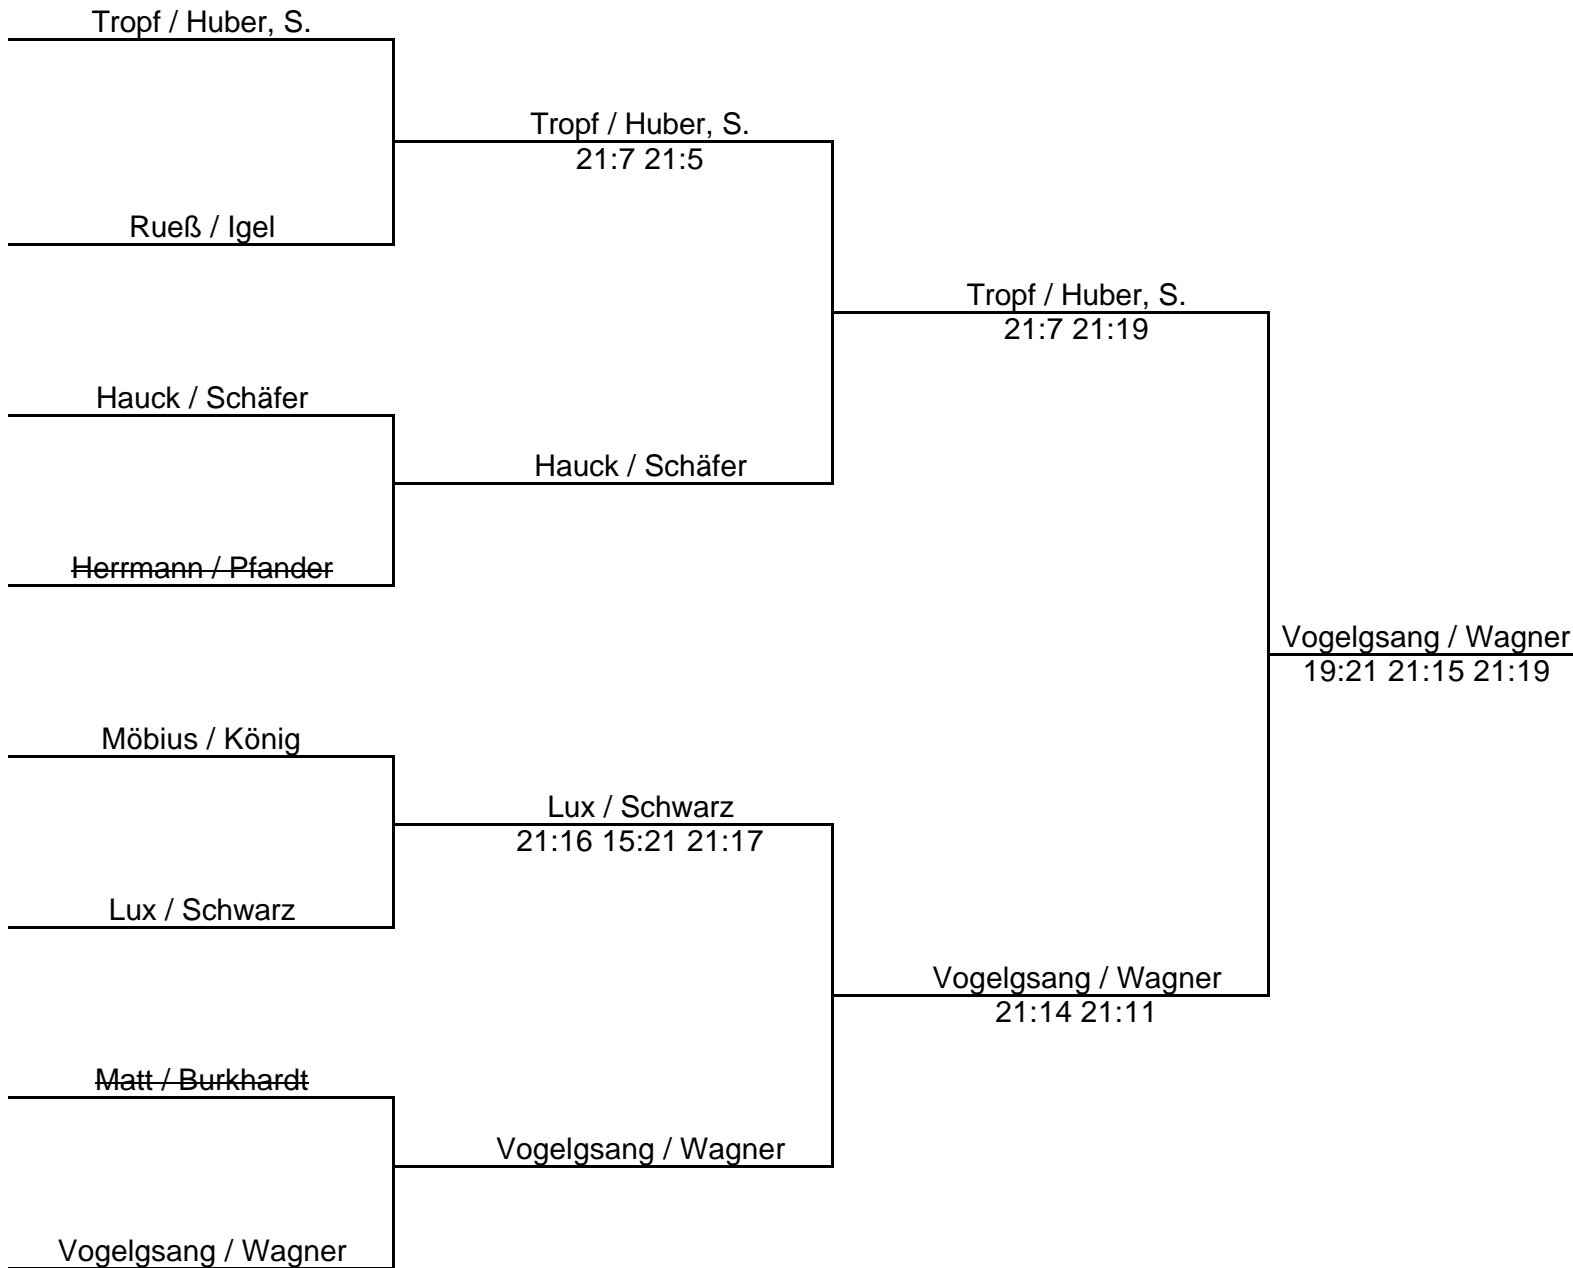 Tropf / Huber, S.
Tropf / Huber, S.
21:7 21:5
Rueß / Igel
Tropf / Huber, S.
21:7 21:19
Hauck / Schäfer
Hauck / Schäfer
Herrmann / Pfander
Vogelgsang / Wagner
19:21 21:15 21:19
Möbius / König
Lux / Schwarz
21:16 15:21 21:17
Lux / Schwarz
Vogelgsang / Wagner
21:14 21:11
Matt / Burkhardt
Vogelgsang / Wagner
Vogelgsang / Wagner